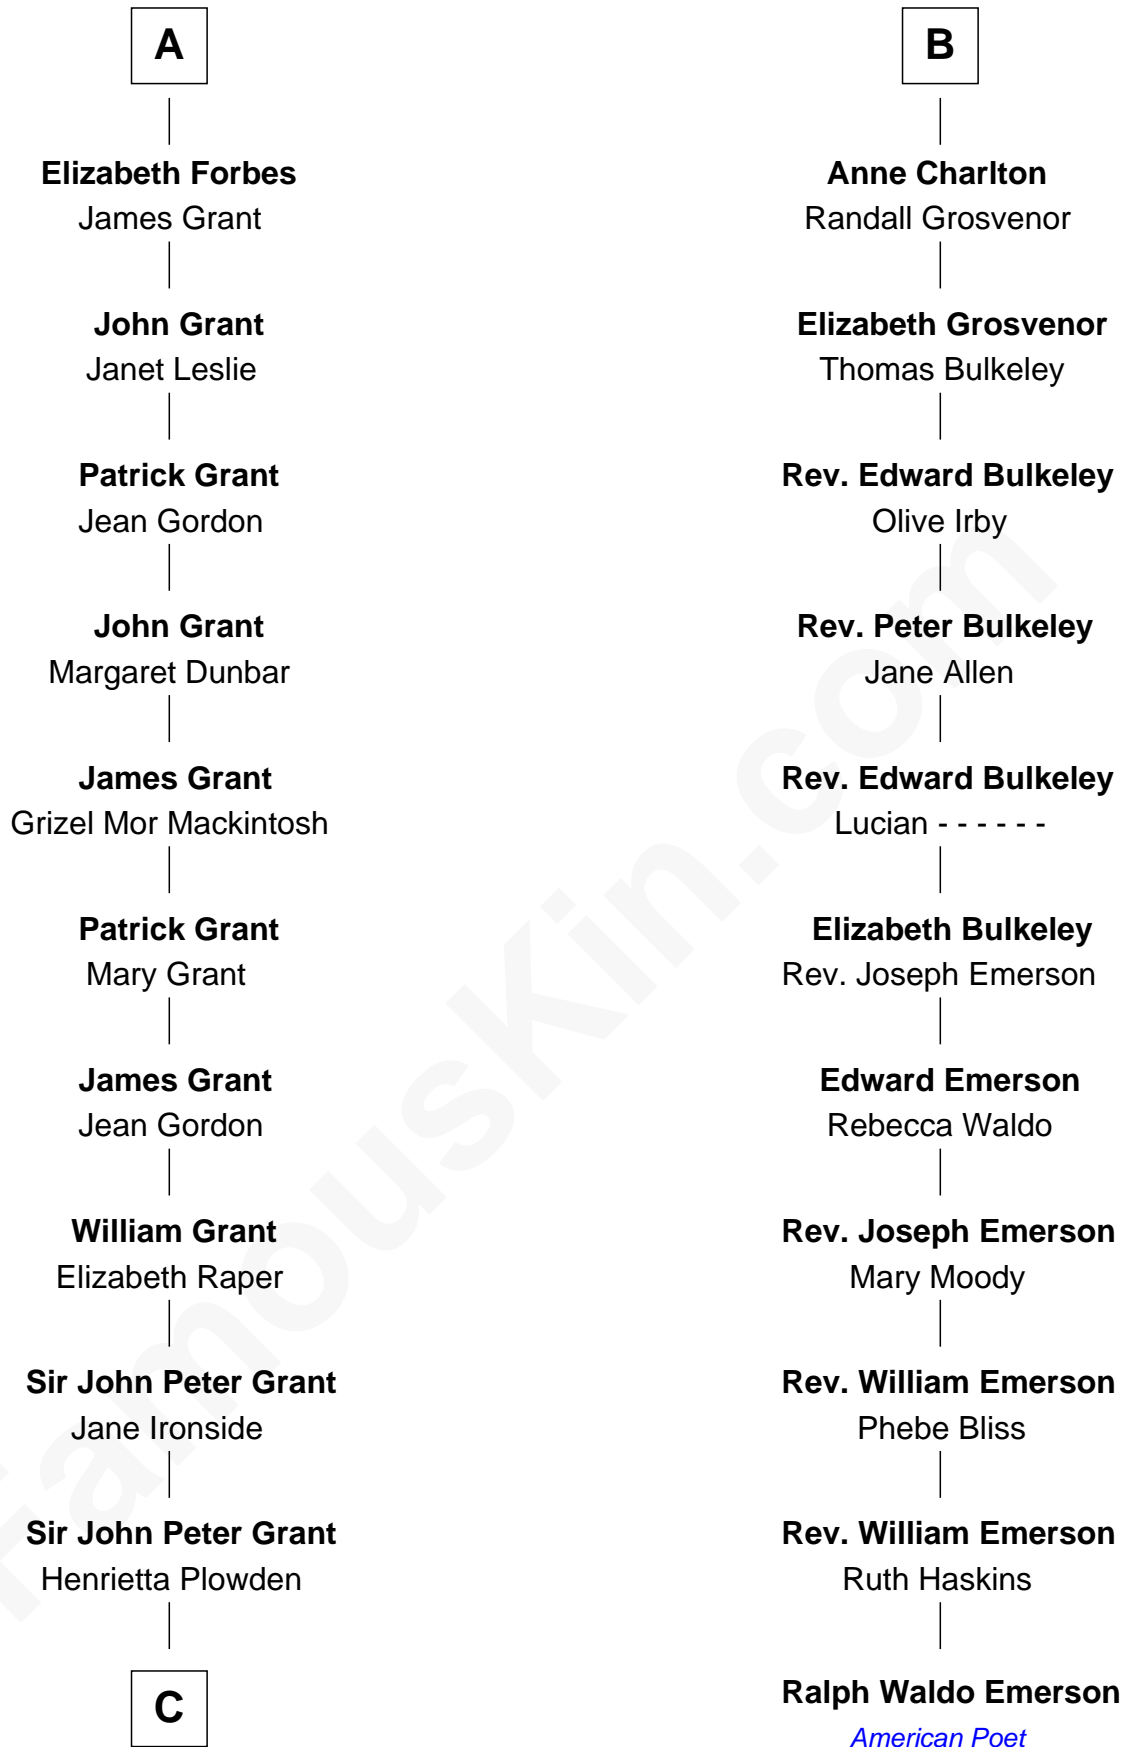 A
Elizabeth Forbes
James Grant
John Grant
Janet Leslie
Patrick Grant
Jean Gordon
John Grant
Margaret Dunbar
James Grant
Grizel Mor Mackintosh
Patrick Grant
Mary Grant
James Grant
Jean Gordon
William Grant
Elizabeth Raper
Sir John Peter Grant
Jane Ironside
Sir John Peter Grant
Henrietta Plowden
C
B
Anne Charlton
Randall Grosvenor
Elizabeth Grosvenor
Thomas Bulkeley
Rev. Edward Bulkeley
Olive Irby
Rev. Peter Bulkeley
Jane Allen
Rev. Edward Bulkeley
Lucian - - - - - -
Elizabeth Bulkeley
Rev. Joseph Emerson
Edward Emerson
Rebecca Waldo
Rev. Joseph Emerson
Mary Moody
Rev. William Emerson
Phebe Bliss
Rev. William Emerson
Ruth Haskins
Ralph Waldo Emerson
American Poet
FamousKin.com